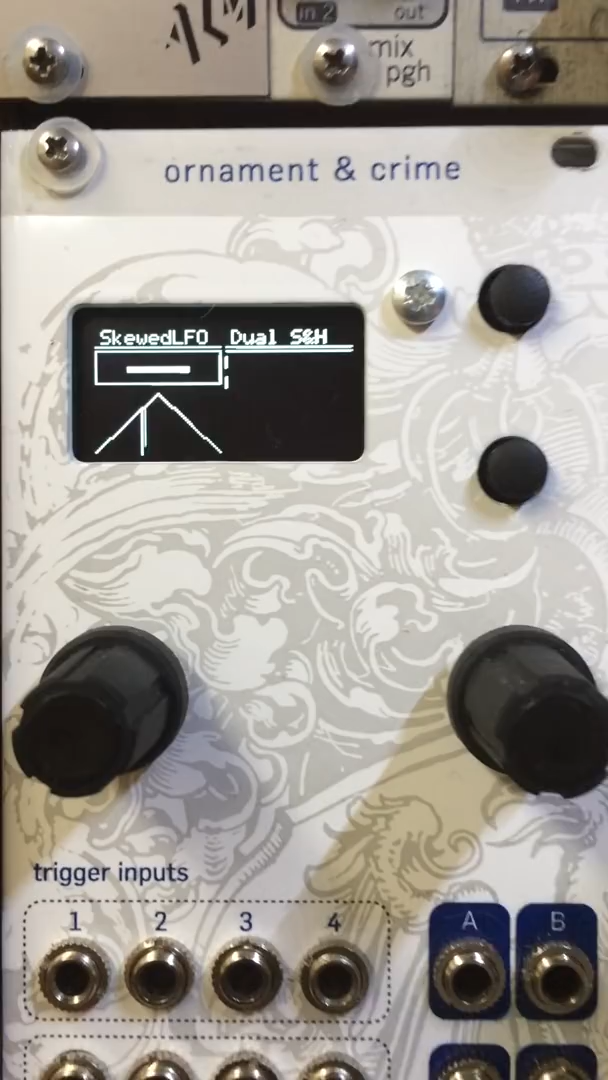 in 2 out
mix
pgh
ornament & crime
SkewedLFO Dual S&H
trigger inputs
1 2 3 4 A B